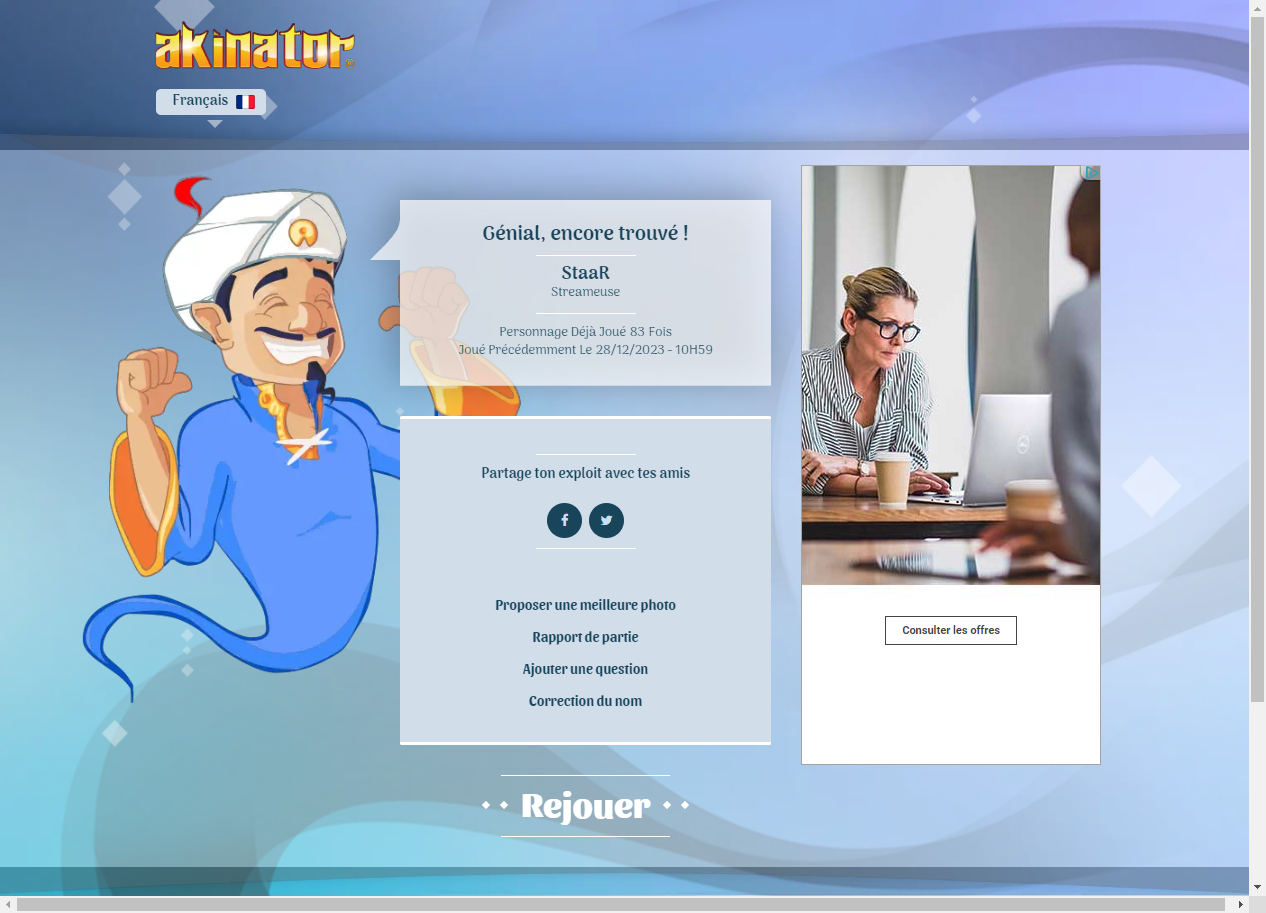 akinator
Français
Génial, encore trouvé !
StaaR
Streameuse
Personnage Déjà Joué 83 Fois
Joué Précédemment Le 28/12/2023 - 10H59
Partage ton exploit avec tes amis
Proposer une meilleure photo
Rapport de partie
Ajouter une question
Correction du nom
Rejouer
Consulter les offres